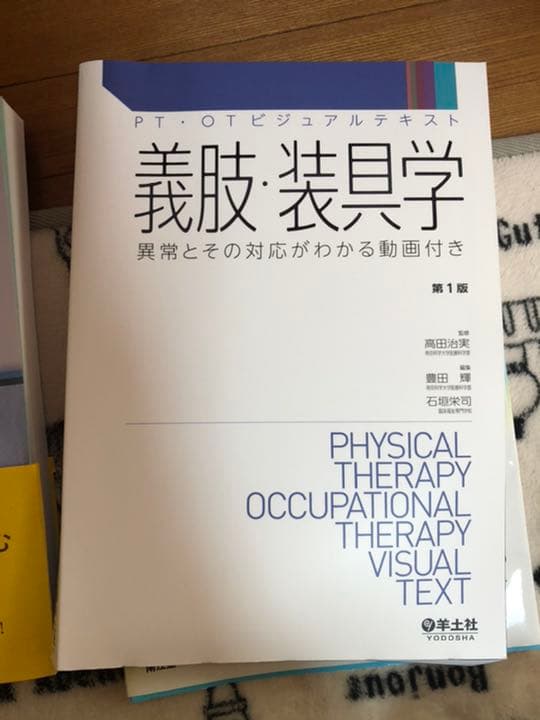 PT・OTビジュアルテキスト
義肢・装具学
異常とその対応がわかる動画付き
第1版
監修
高田治実
編集
豊田 輝
石垣栄司
PHYSICAL
THERAPY
OCCUPATIONAL
THERAPY
VISUAL
TEXT
羊土社
YODOSHA
Gu
Bonjour